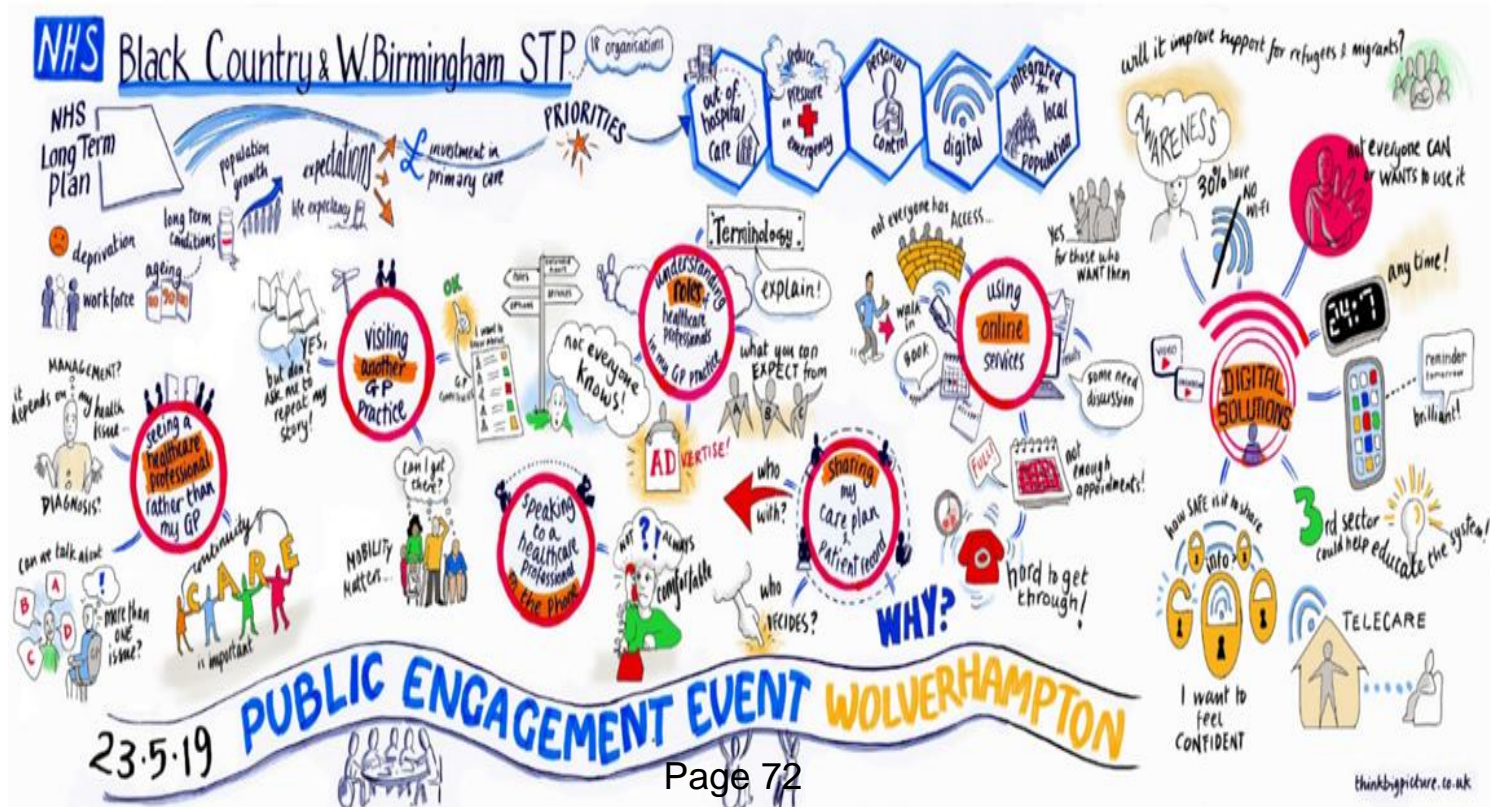 NHS
Black Country & W.Birmingham STP
18 organisations
NHS
Long Term
Plan
population
growth
expectations
life expectancy
£ investment in
primary care
PRIORITIES
out of
hospital
care
reduce
pressure
on
emergency
personal
control
digital
integrated
for
local
population
deprivation
workforce
long term
conditions
ageing
MANAGEMENT?
it
depends on
my health
issue...
DIAGNOSIS?
seeing a
healthcare
professional
rather than
my GP
can we talk about
A
B
C
D
!
more than
one
issue?
continuity
CARE
is important
YES,
but don't
ask me to
repeat my
story!
visiting
another
GP
practice
OK
I want to
know more
GP
can I get
there?
MOBILITY
Matters...
roles
services
options
not everyone
knows!
Terminology
explain!
understanding
roles of
healthcare
professionals
in my GP practice
what you can
EXPECT from
A
B
C
ADVERTISE!
speaking
to a
healthcare
professional
on the phone
?!
NOT ALWAYS
comfortable
sharing
my
care plan
&
patient record
who
with?
who
DECIDES?
WHY?
not everyone has ACCESS...
walk
in
BOOK
using
online
services
results
YES
for those who
WANT them
some need
discussion
FULL!
not
enough
appointments!
hard to get
through!
will it improve support for refugees & migrants?
AWARENESS
30% have
NO
WI-FI
not everyone CAN
or WANTS to use it
any time!
24:7
VIDEO
DIGITAL
SOLUTIONS
reminder
tomorrow
brilliant!
3rd sector
could help educate the system!
how SAFE is it to share
info?
I want to
feel
CONFIDENT
TELECARE
23.5.19
PUBLIC ENGAGEMENT EVENT WOLVERHAMPTON
Page 72
thinkbigpicture.co.uk